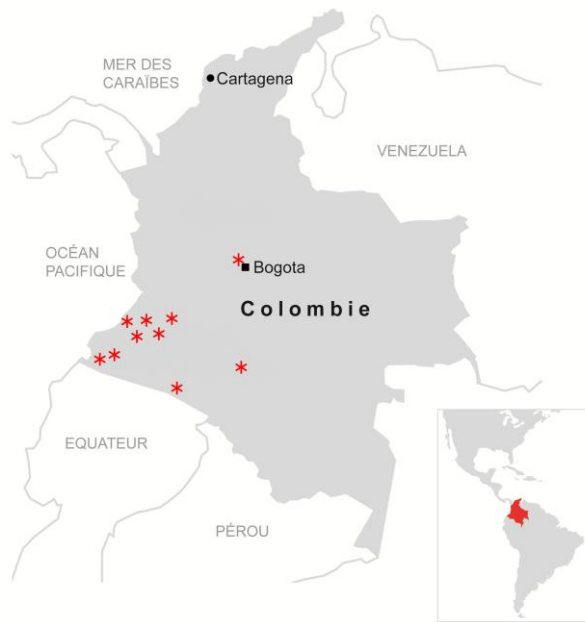 MER DES
CARAÏBES
Cartagena
VENEZUELA
OCÉAN
PACIFIQUE
Bogota
Colombie
EQUATEUR
PÉROU